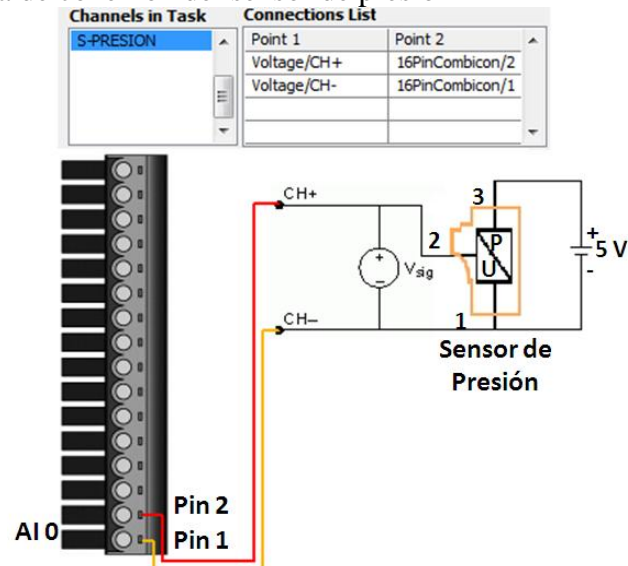 Channels in Task
Connections List
S-PRESION
Point 1 Point 2
Voltage/CH+ 16PinCombicon/2
Voltage/CH- 16PinCombicon/1
CH+
3
2
P
U
+
Vsig
−
+
5 V
-
CH−
1
Sensor de
Presión
Pin 2
AI 0
Pin 1